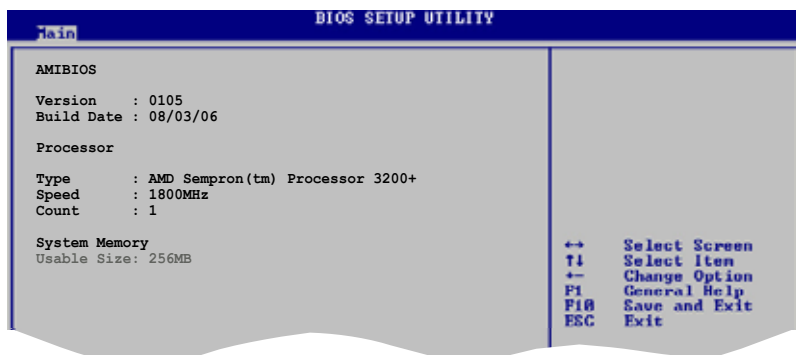 BIOS SETUP UTILITY
Main
AMIBIOS
Version : 0105
Build Date : 08/03/06
Processor
Type : AMD Sempron(tm) Processor 3200+
Speed : 1800MHz
Count : 1
System Memory
Usable Size: 256MB
↔ Select Screen
↑↓ Select Item
+- Change Option
F1 General Help
F10 Save and Exit
ESC Exit